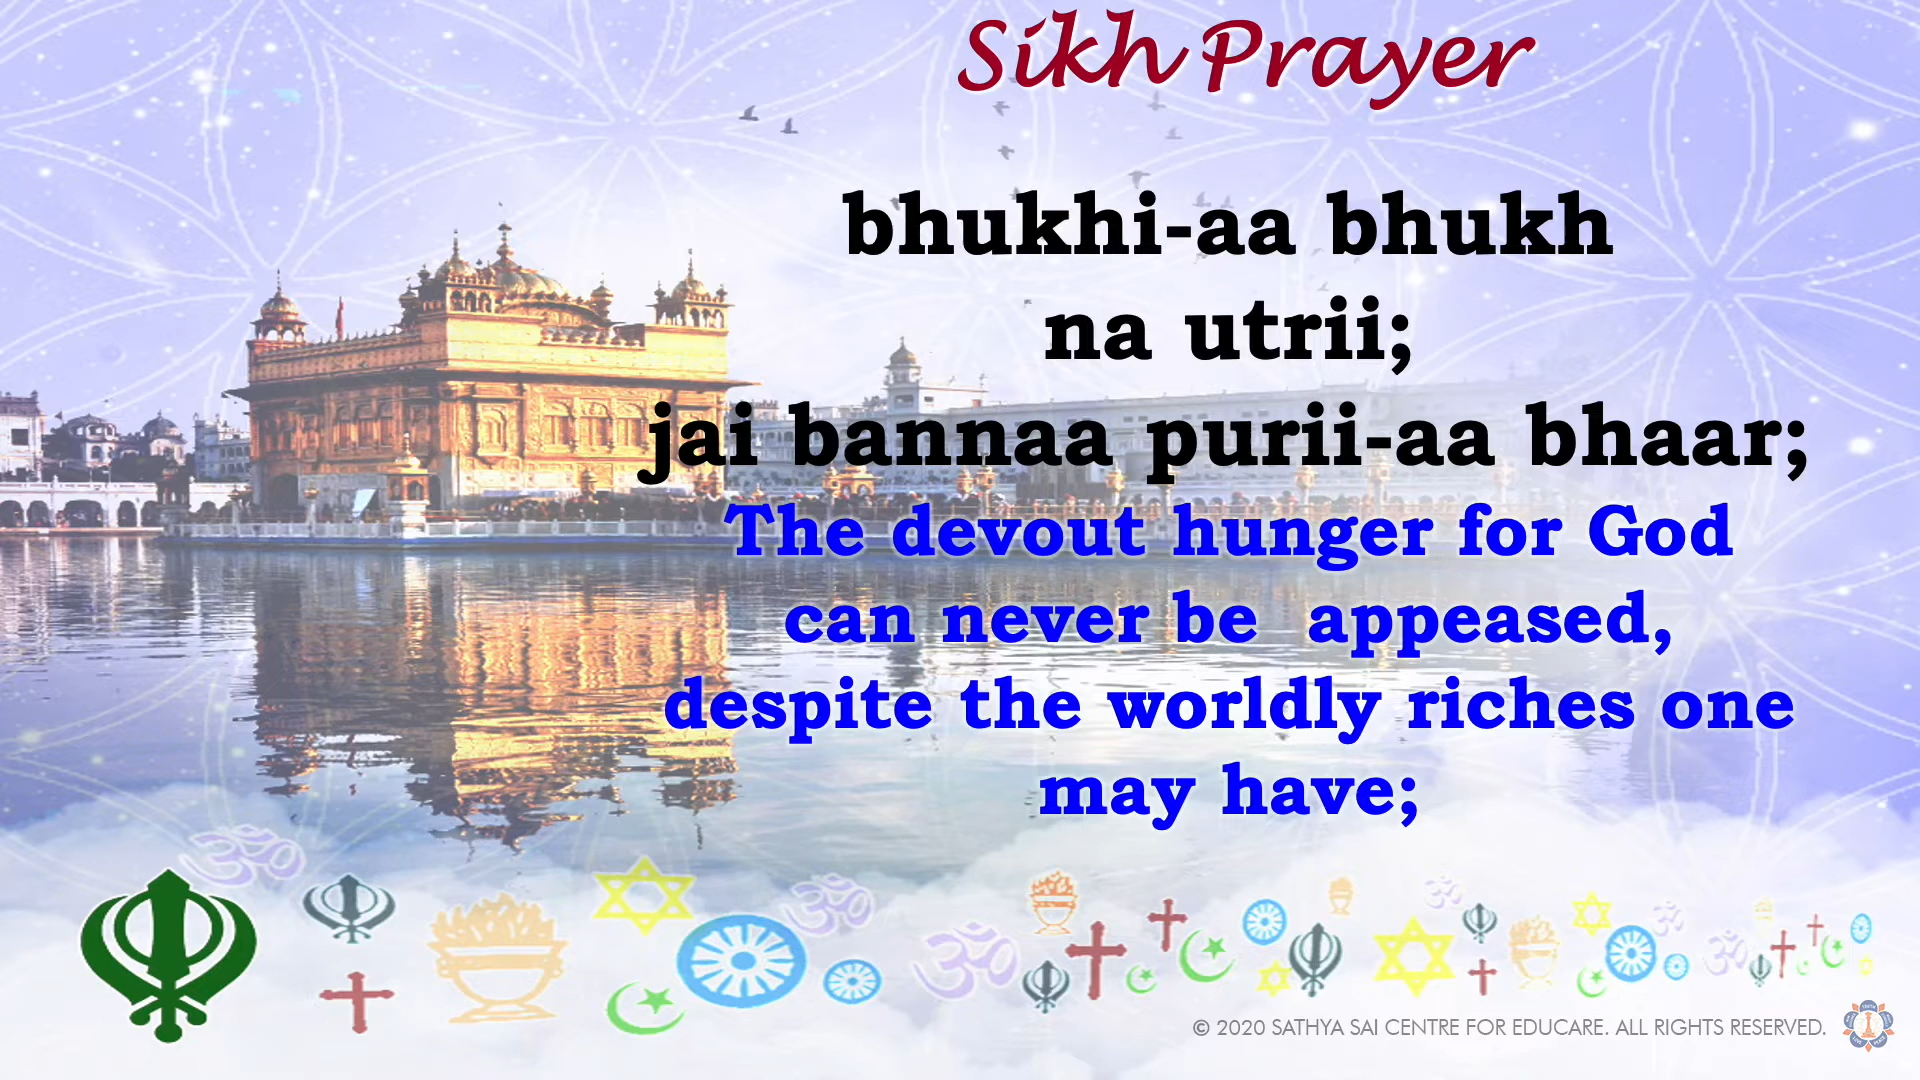 Sikh Prayer
bhukhi-aa bhukh
na utrii;
jai bannaa purii-aa bhaar;
The devout hunger for God
can never be  appeased,
despite the worldly riches one
may have;
© 2020 SATHYA SAI CENTRE FOR EDUCARE. ALL RIGHTS RESERVED.